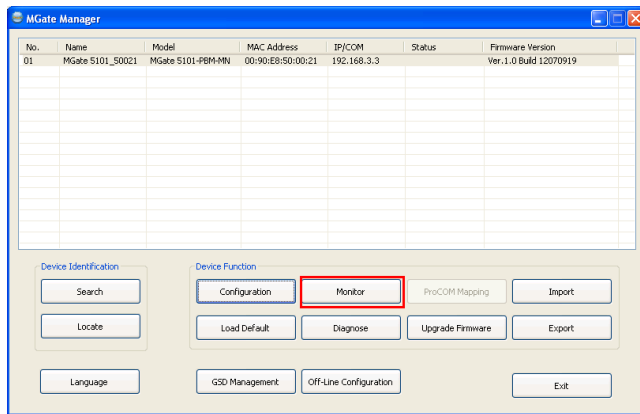 MGate Manager
No. Name Model MAC Address IP/COM Status Firmware Version
01 MGate 5101_50021 MGate 5101-PBM-MN 00:90:E8:50:00:21 192.168.3.3 Ver.1.0 Build 12070919
Device Identification Device Function
Search Configuration Monitor ProCOM Mapping Import
Locate Load Default Diagnose Upgrade Firmware Export
Language GSD Management Off-Line Configuration Exit